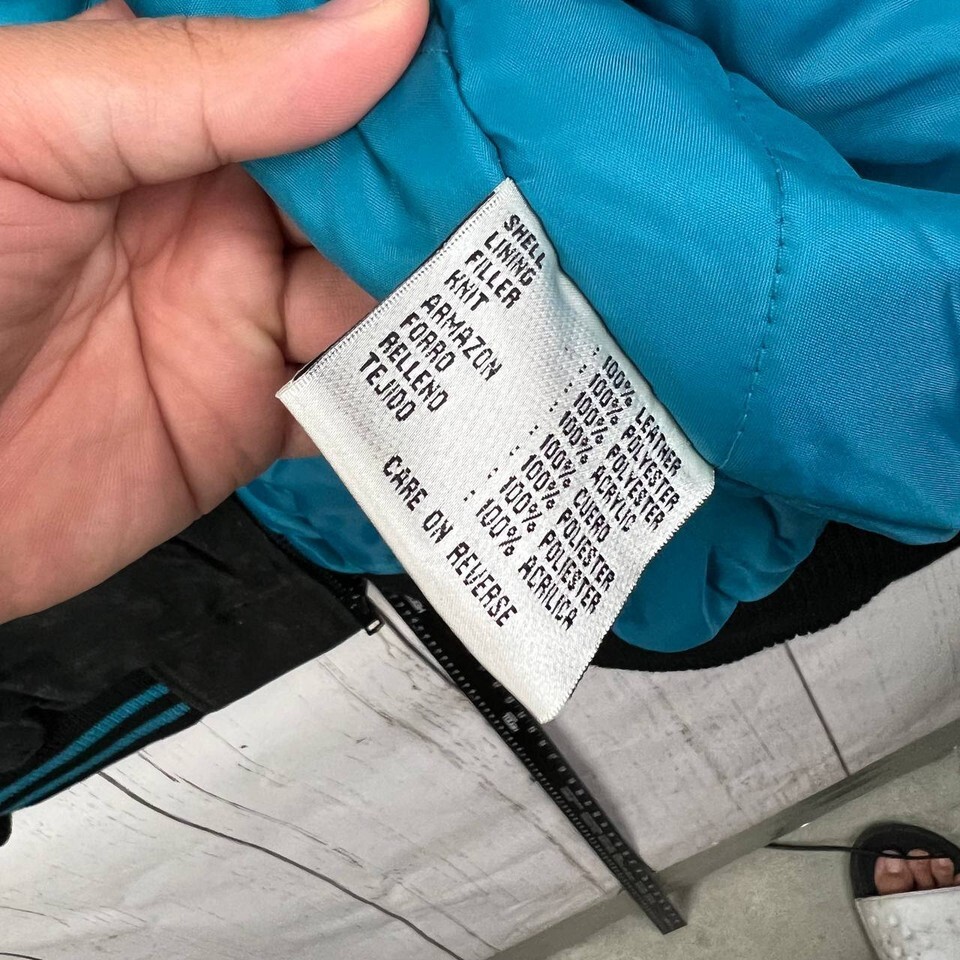 SHELL : 100% LEATHER
LINING : 100% POLYESTER
FILLER : 100% POLYESTER
KNIT : 100% ACRYLIC
ARMAZON : 100% CUERO
FORRO : 100% POLIESTER
RELLENO : 100% POLIESTER
TEJIDO : 100% ACRILICA
CARE ON REVERSE